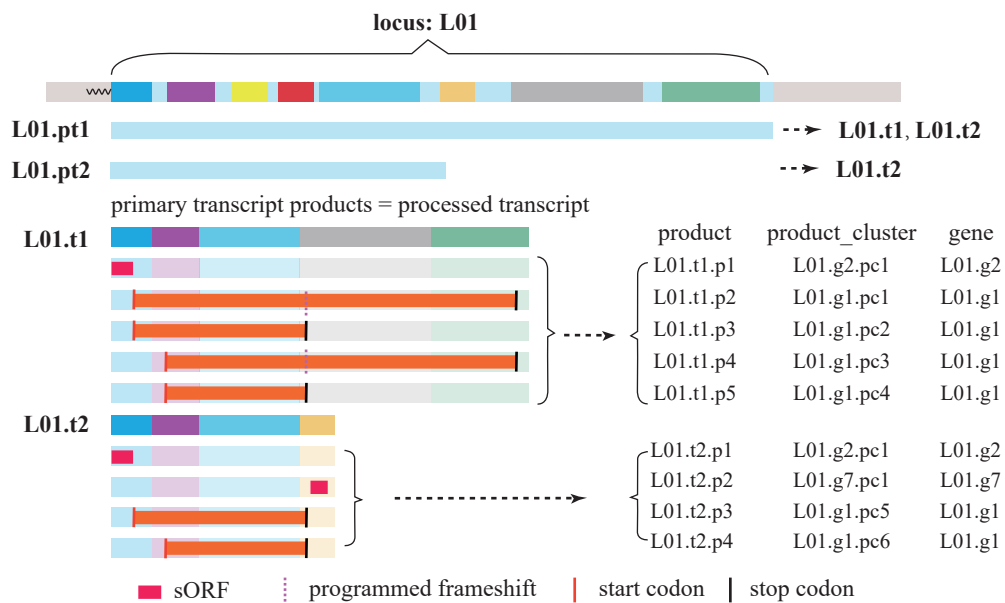 locus: L01
L01.pt1
L01.t1, L01.t2
L01.pt2
L01.t2
primary transcript products = processed transcript
L01.t1
product product_cluster gene
L01.t1.p1 L01.g2.pc1 L01.g2
L01.t1.p2 L01.g1.pc1 L01.g1
L01.t1.p3 L01.g1.pc2 L01.g1
L01.t1.p4 L01.g1.pc3 L01.g1
L01.t1.p5 L01.g1.pc4 L01.g1
L01.t2
L01.t2.p1 L01.g2.pc1 L01.g2
L01.t2.p2 L01.g7.pc1 L01.g7
L01.t2.p3 L01.g1.pc5 L01.g1
L01.t2.p4 L01.g1.pc6 L01.g1
sORF programmed frameshift start codon stop codon